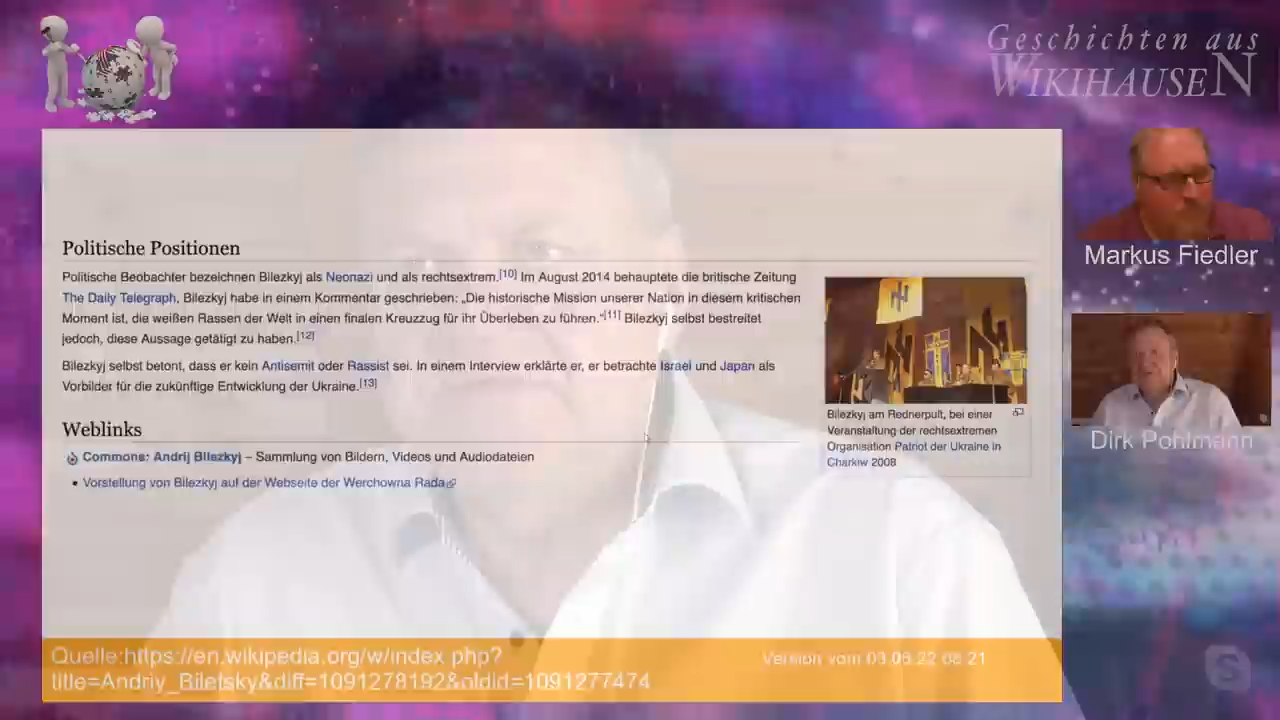 Geschichten aus
WIKIHAUSEN
Politische Positionen
Politische Beobachter bezeichnen Bilezkyj als Neonazi und als rechtsextrem.[10] Im August 2014 behauptete die britische Zeitung
The Daily Telegraph, Bilezkyj habe in einem Kommentar geschrieben: „Die historische Mission unserer Nation in diesem kritischen
Moment ist, die weißen Rassen der Welt in einen finalen Kreuzzug für ihr Überleben zu führen.“[11] Bilezkyj selbst bestreitet
jedoch, diese Aussage getätigt zu haben.[12]
Bilezkyj selbst betont, dass er kein Antisemit oder Rassist sei. In einem Interview erklärte er, er betrachte Israel und Japan als
Vorbilder für die zukünftige Entwicklung der Ukraine.[13]
Bilezkyj am Rednerpult, bei einer
Veranstaltung der rechtsextremen
Organisation Patriot der Ukraine in
Charkiw 2008
Weblinks
Commons: Andrij Bilezkyj – Sammlung von Bildern, Videos und Audiodateien
• Vorstellung von Bilezkyj auf der Webseite der Werchowna Rada
Markus Fiedler
Dirk Pohlmann
Quelle:https://en.wikipedia.org/w/index.php?
title=Andriy_Biletsky&diff=1091278192&oldid=1091277474
Version vom 03.06.22 08:21
S